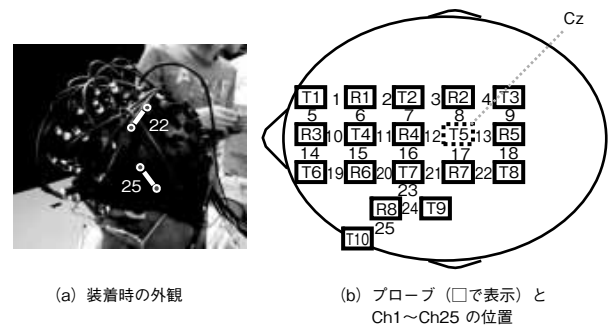 Cz
T1 1 R1 2 T2 3 R2 4 T3
5 6 7 8 9
R3 10 T4 11 R4 12 T5 13 R5
14 15 16 17 18
T6 19 R6 20 T7 21 R7 22 T8
23
R8 24 T9
25
T10
22
25
(a) 装着時の外観
(b) プローブ（□で表示）と
Ch1～Ch25 の位置